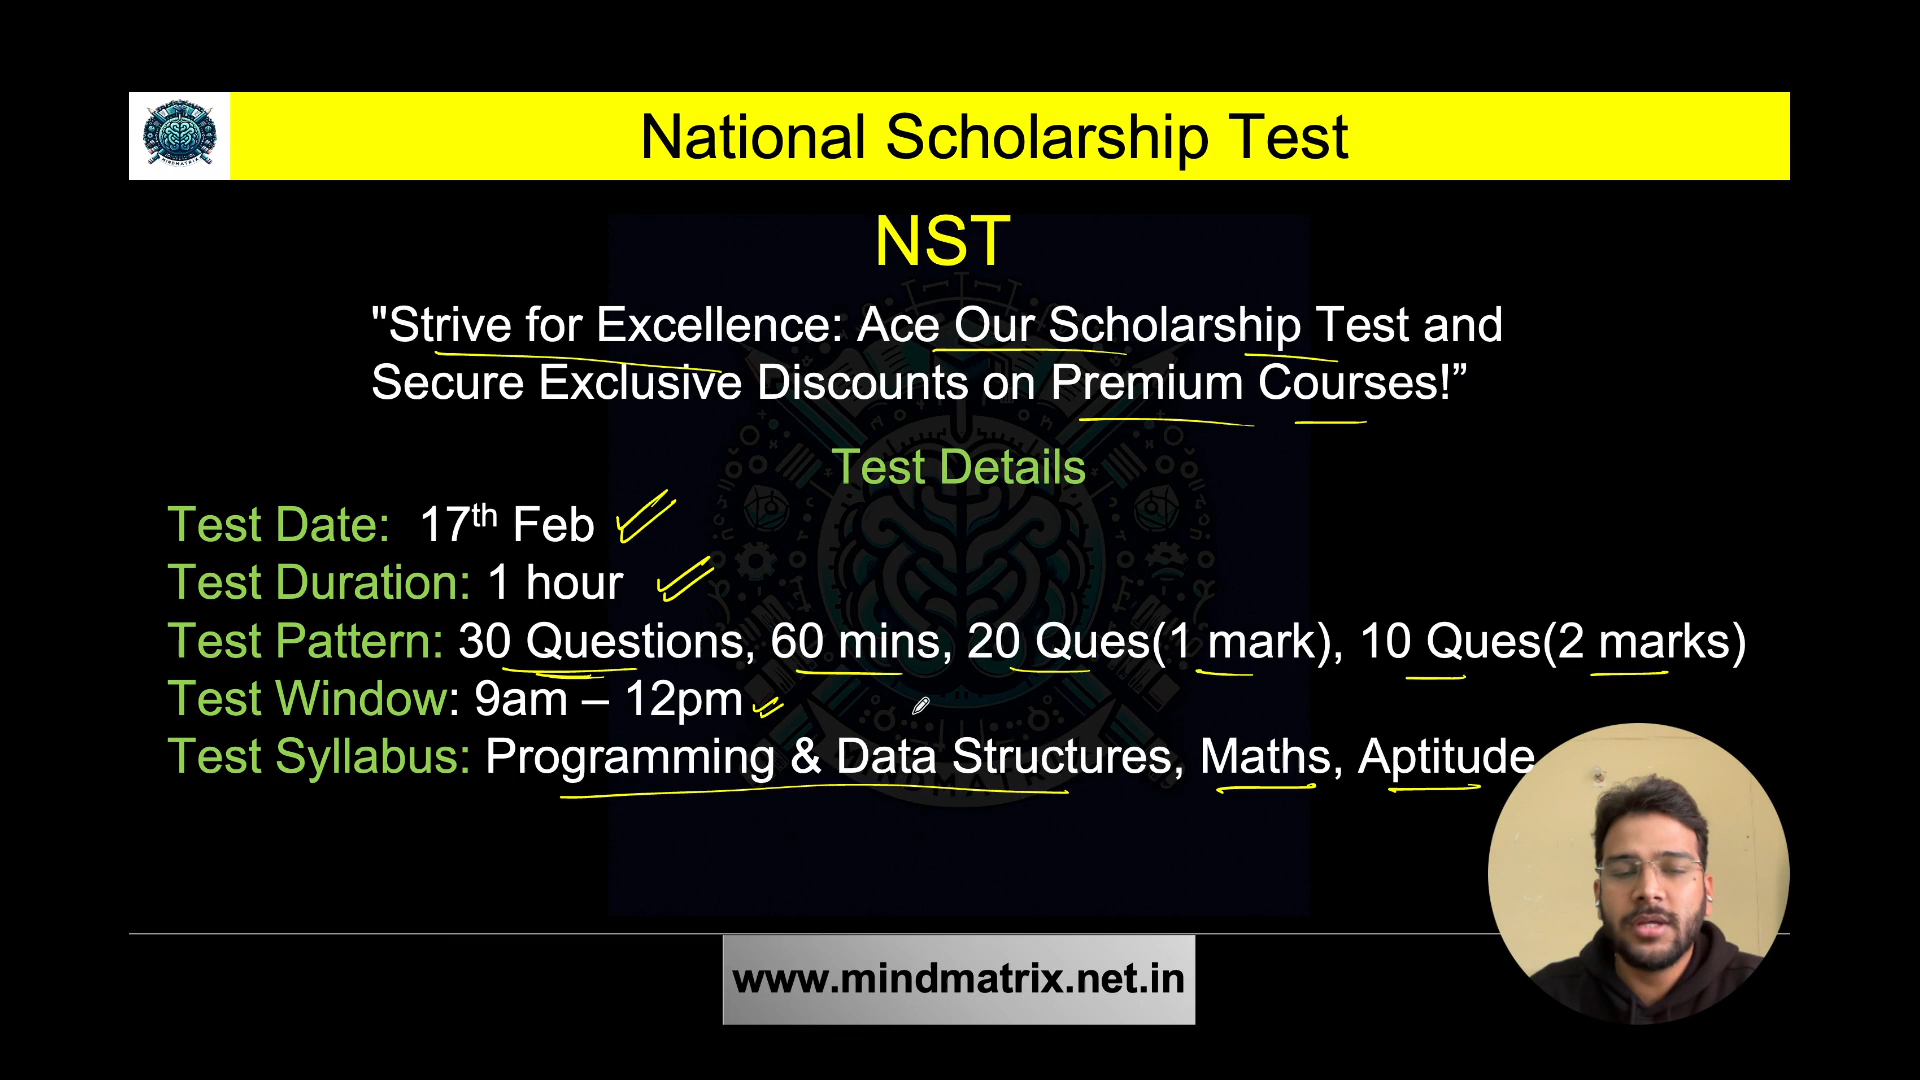 National Scholarship Test
NST
"Strive for Excellence: Ace Our Scholarship Test and
Secure Exclusive Discounts on Premium Courses!”
Test Details
Test Date: 17th Feb
Test Duration: 1 hour
Test Pattern: 30 Questions, 60 mins, 20 Ques(1 mark), 10 Ques(2 marks)
Test Window: 9am – 12pm
Test Syllabus: Programming & Data Structures, Maths, Aptitude
MINDMATRIX
www.mindmatrix.net.in